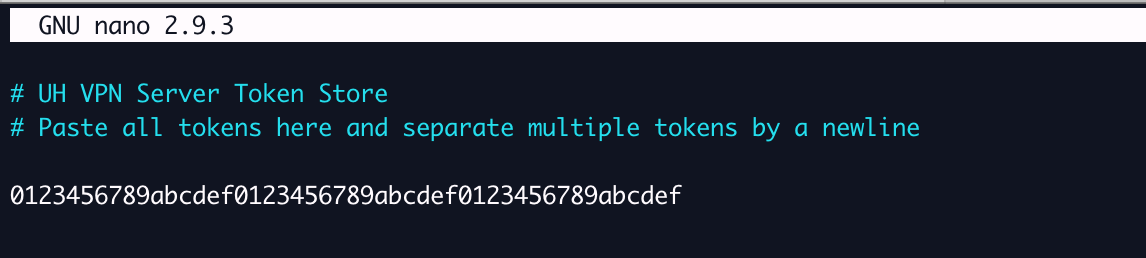 GNU nano 2.9.3
# UH VPN Server Token Store
# Paste all tokens here and separate multiple tokens by a newline
0123456789abcdef0123456789abcdef0123456789abcdef